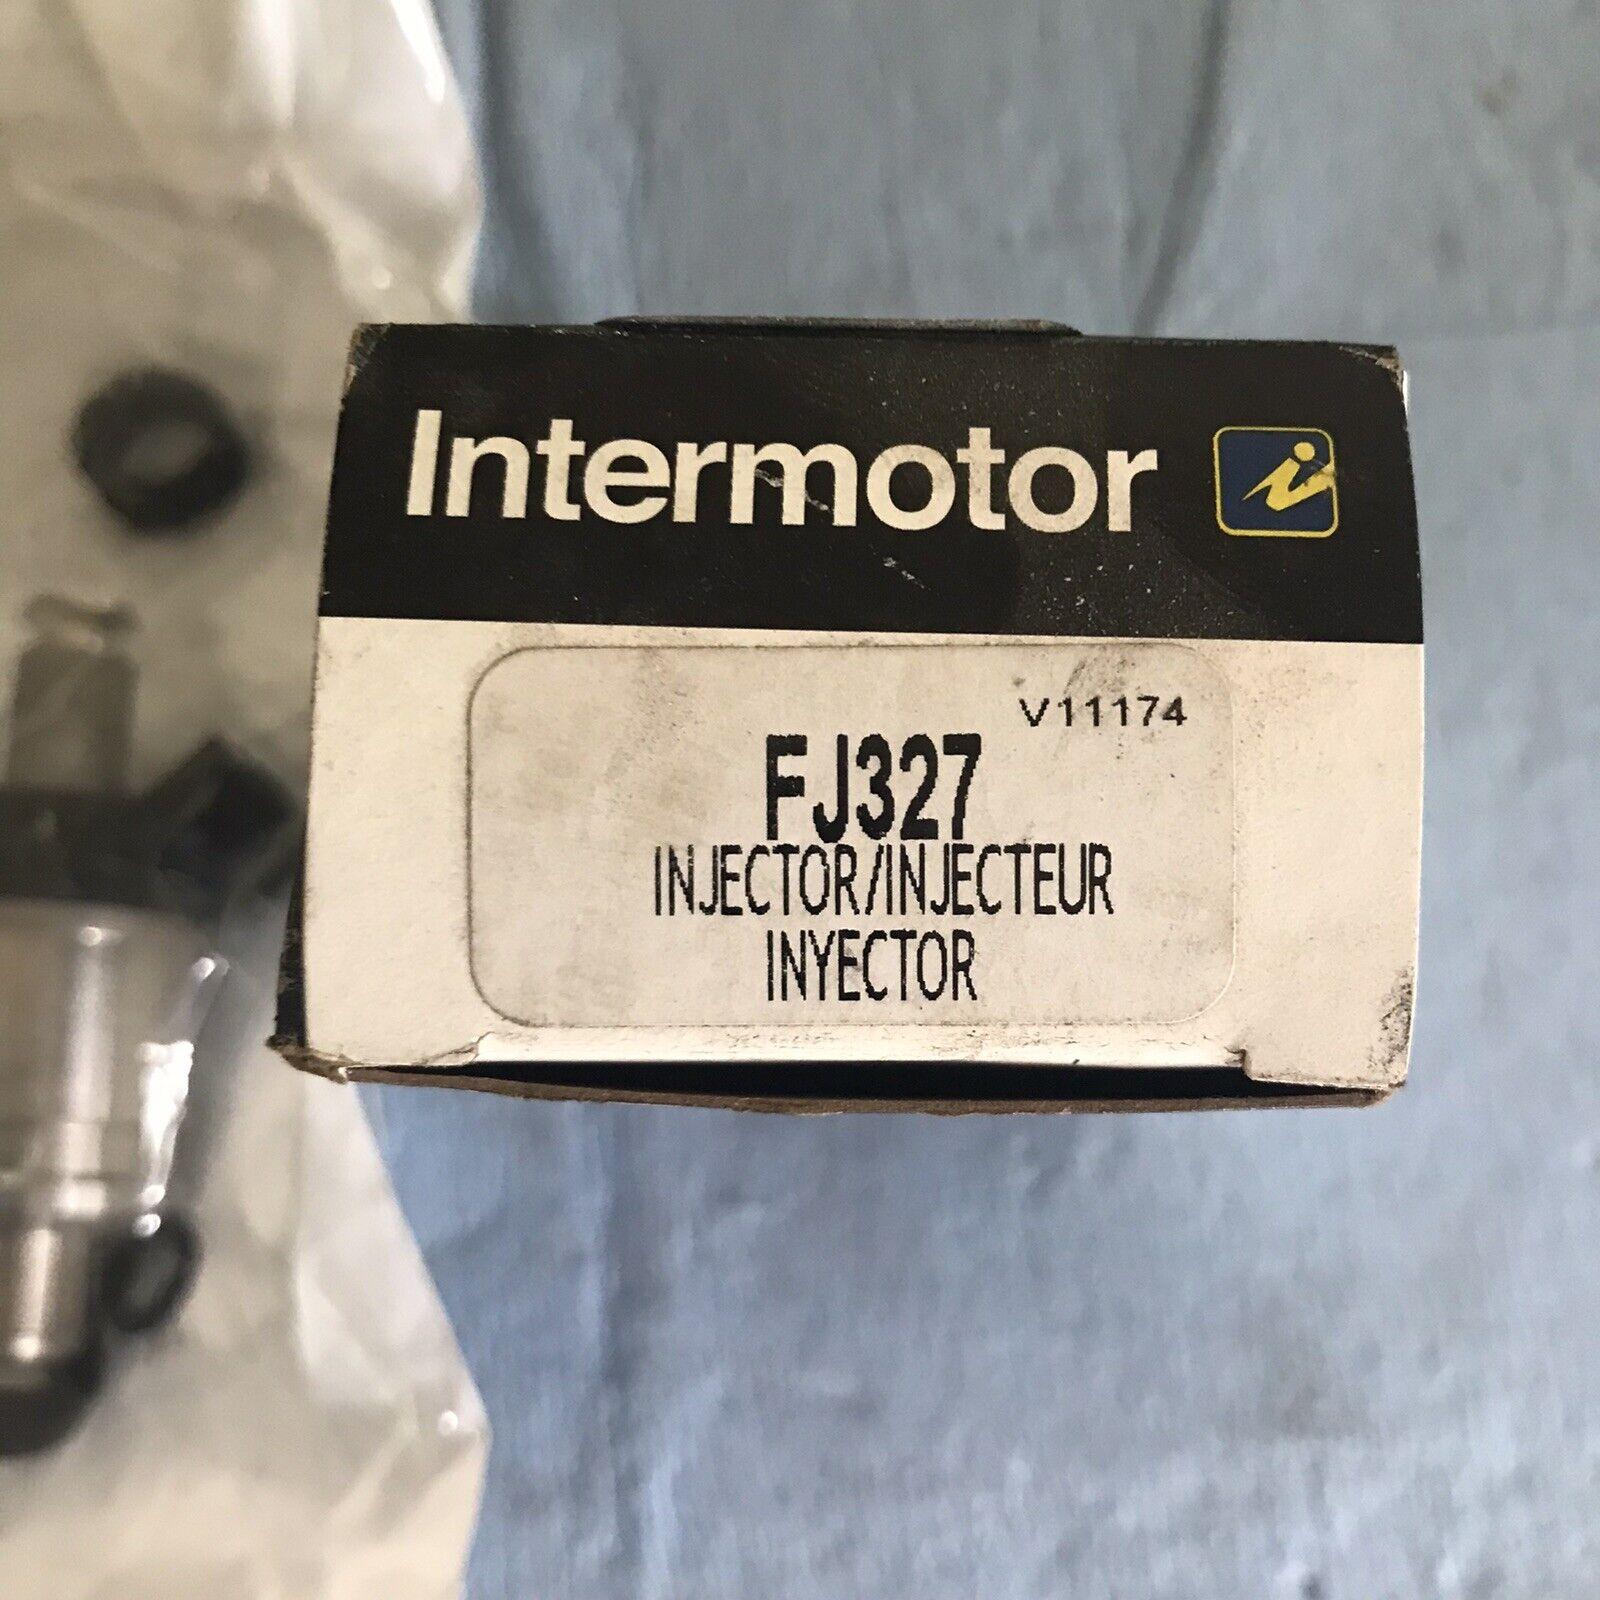 Intermotor i
V11174
FJ327
INJECTOR/INJECTEUR
INYECTOR